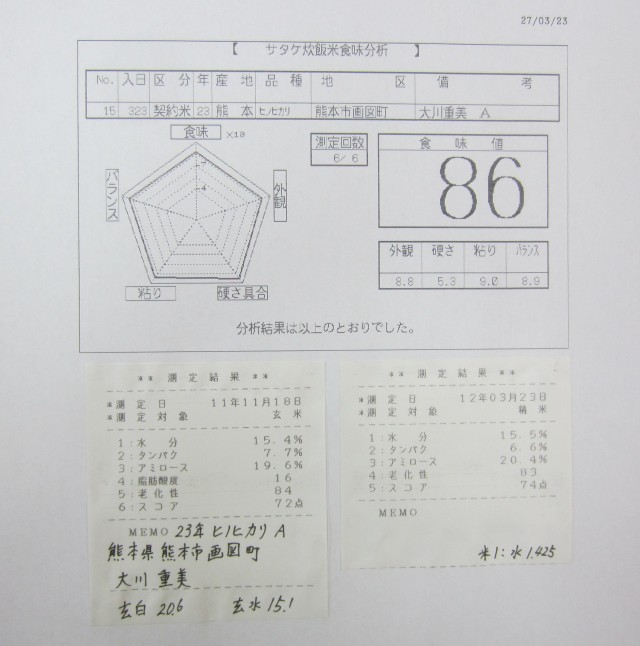 27/03/23
【 サタケ炊飯米食味分析 】
No. 入日 区 分 年 産 地 品 種 地 区 備 考
15 323 契約米 23 熊 本 ヒノヒカリ 熊本市画図町 大川重美 A
食味 ×10
測定回数
6/ 6
食 味 値
86
バランス
外観
粘り
硬さ具合
外観 硬さ 粘り バランス
8.8 5.3 9.0 8.9
分析結果は以上のとおりでした。
** 測 定 結 果 **
*測 定 日 11年11月18日
*測 定 対 象 玄 米
1:水 分 15.4%
2:タンパク 7.7%
3:アミロース 19.6%
4:脂肪酸度 16
5:老化性 84
6:スコア 72点
MEMO 23年ヒノヒカリ A
熊本県熊本市画図町
大川 重美
玄白 20.6 玄水 15.1
** 測 定 結 果 **
*測 定 日 12年03月23日
*測 定 対 象 精 米
1:水 分 15.5%
2:タンパク 6.6%
3:アミロース 20.4%
4:老化性 83
5:スコア 74点
MEMO
米1:水1.425